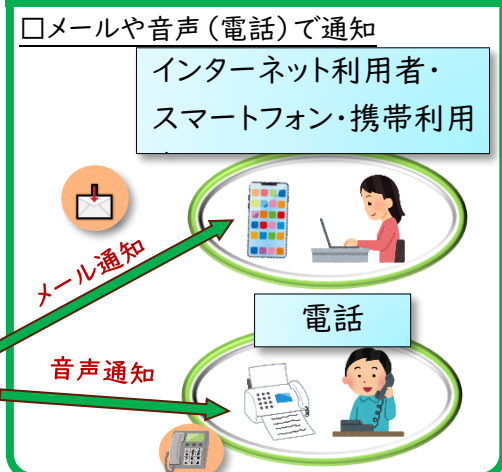 □メールや音声（電話）で通知
インターネット利用者・
スマートフォン・携帯利用
メール通知
電話
音声通知